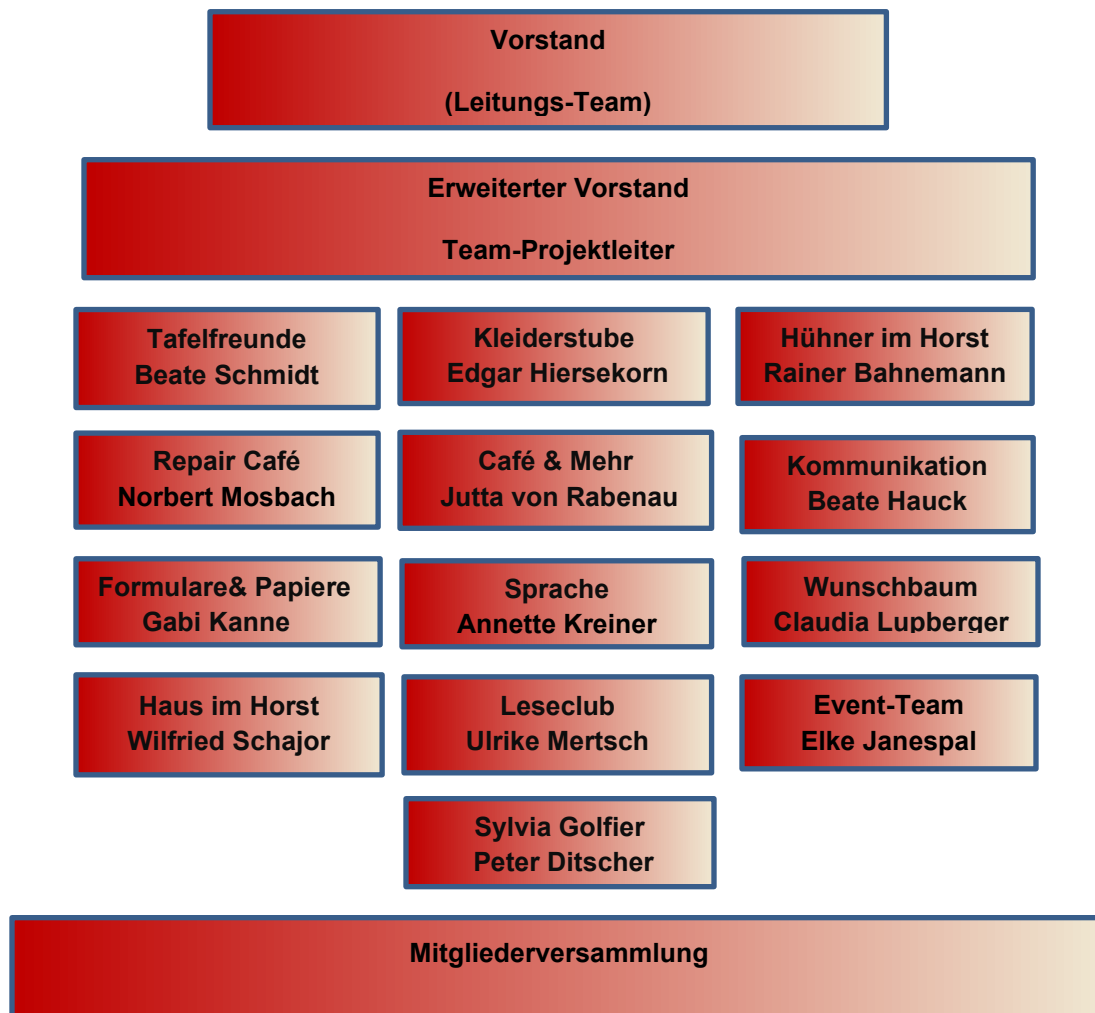 Vorstand
(Leitungs-Team)
Erweiterter Vorstand
Team-Projektleiter
Tafelfreunde
Beate Schmidt
Kleiderstube
Edgar Hiersekorn
Hühner im Horst
Rainer Bahnemann
Repair Café
Norbert Mosbach
Café & Mehr
Jutta von Rabenau
Kommunikation
Beate Hauck
Formulare& Papiere
Gabi Kanne
Sprache
Annette Kreiner
Wunschbaum
Claudia Lupberger
Haus im Horst
Wilfried Schajor
Leseclub
Ulrike Mertsch
Event-Team
Elke Janespal
Sylvia Golfier
Peter Ditscher
Mitgliederversammlung